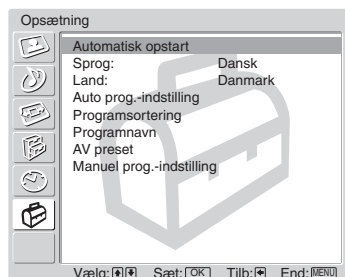 Opsætning
Automatisk opstart
Sprog: Dansk
Land: Danmark
Auto prog.-indstilling
Programsortering
Programnavn
AV preset
Manuel prog.-indstilling
Vælg: Sæt: OK Tilb: End: MENU